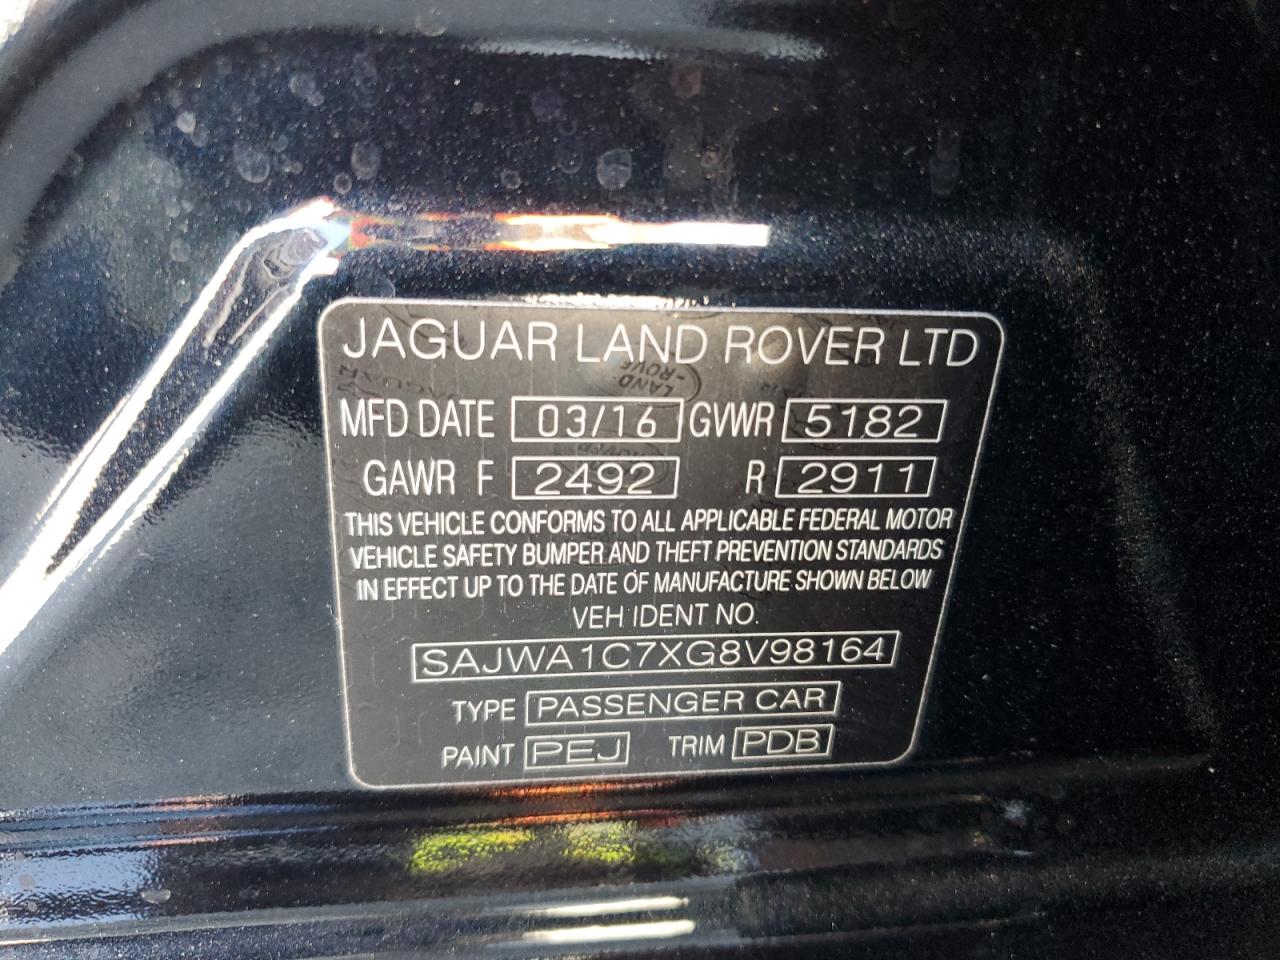 JAGUAR LAND ROVER LTD
MFD DATE 03/16 GVWR 5182
GAWR F 2492 R 2911
THIS VEHICLE CONFORMS TO ALL APPLICABLE FEDERAL MOTOR
VEHICLE SAFETY BUMPER AND THEFT PREVENTION STANDARDS
IN EFFECT UP TO THE DATE OF MANUFACTURE SHOWN BELOW
VEH IDENT NO.
SAJWA1C7XG8V98164
TYPE PASSENGER CAR
PAINT PEJ TRIM PDB